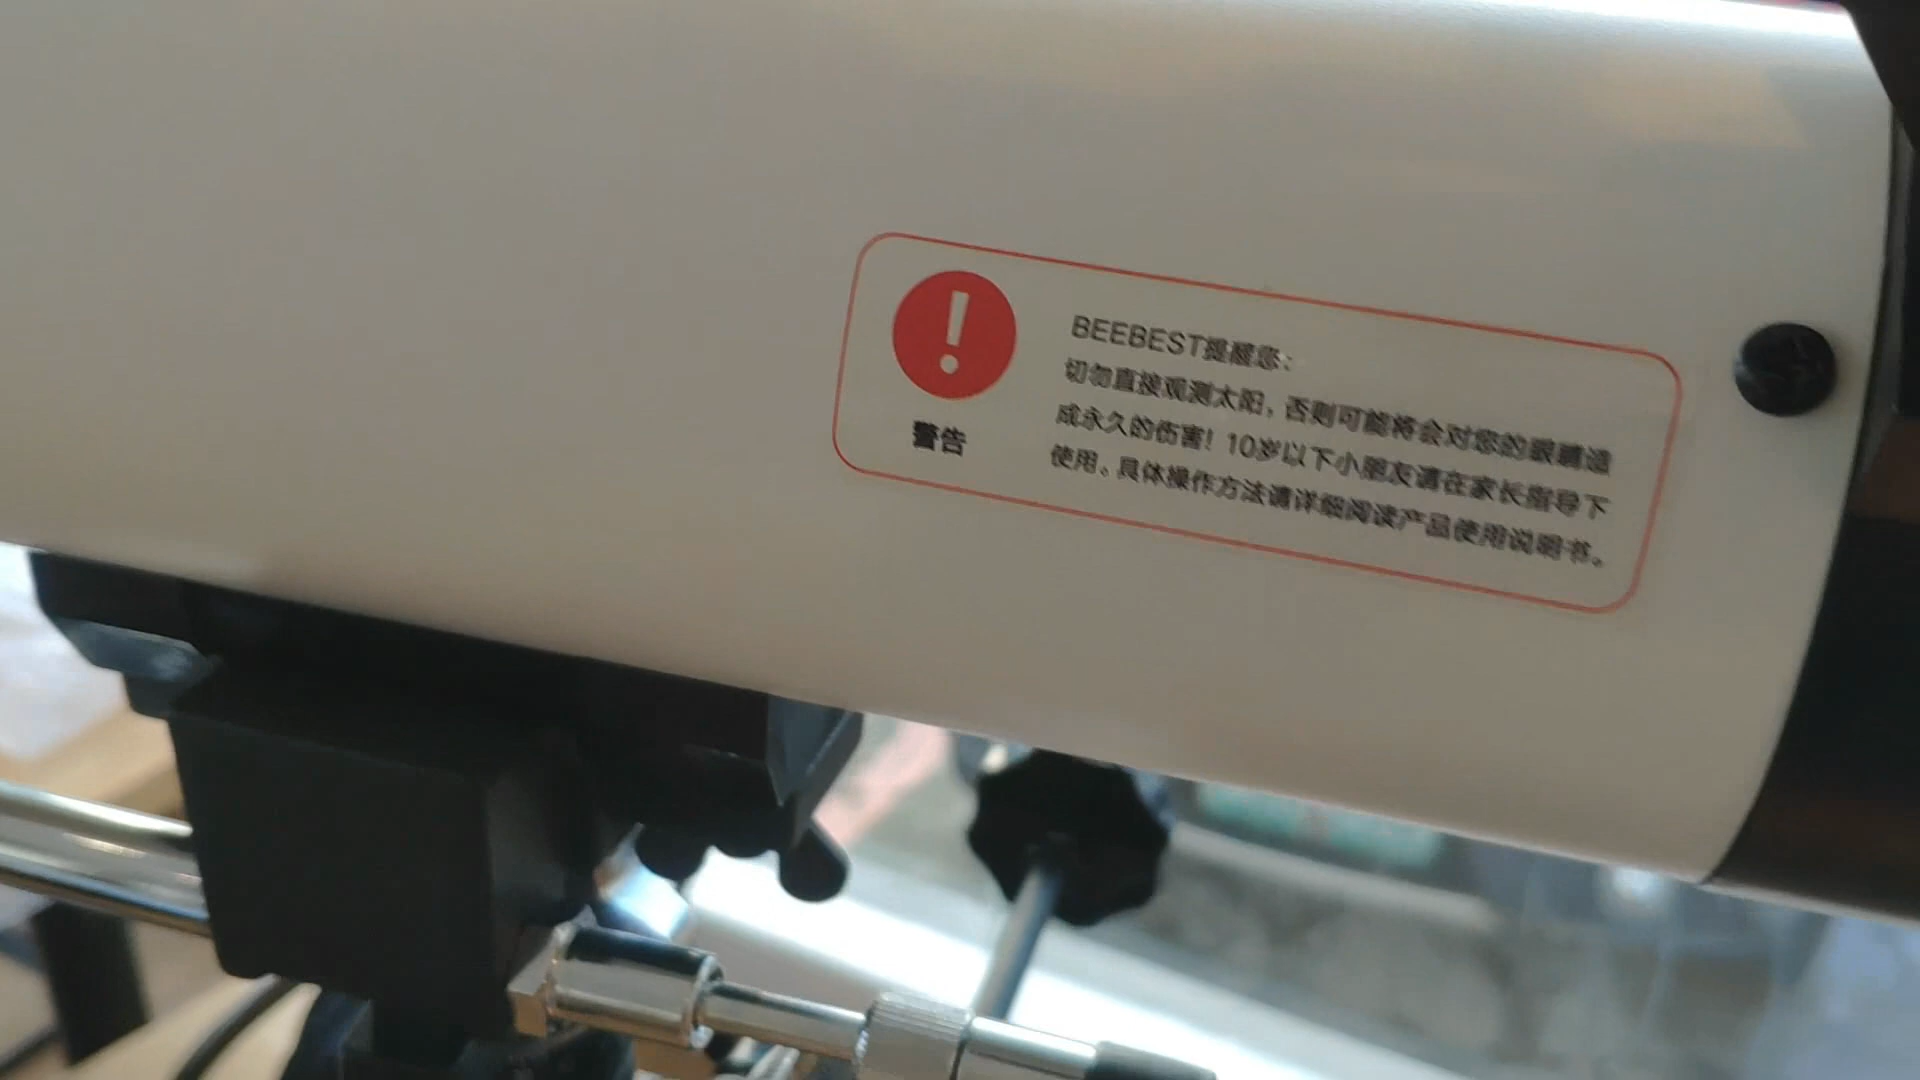 BEEBEST提醒您：
切勿直接观测太阳，否则可能将会对您的眼睛造
成永久的伤害！10岁以下小朋友请在家长指导下
使用。具体操作方法请详细阅读产品使用说明书。
警告